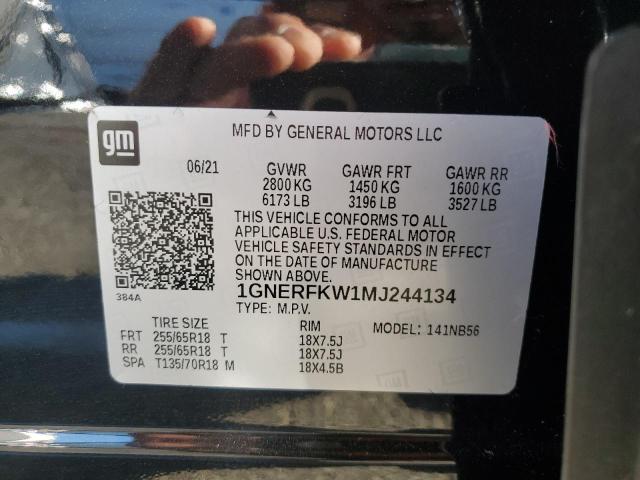 gm
MFD BY GENERAL MOTORS LLC
06/21 GVWR GAWR FRT GAWR RR
2800 KG 1450 KG 1600 KG
6173 LB 3196 LB 3527 LB
THIS VEHICLE CONFORMS TO ALL
APPLICABLE U.S. FEDERAL MOTOR
VEHICLE SAFETY STANDARDS IN EFFECT
ON THE DATE OF MANUFACTURE
SHOWN ABOVE.
384A
1GNERFKW1MJ244134
TYPE: M.P.V.
TIRE SIZE RIM MODEL: 141NB56
FRT 255/65R18 T 18X7.5J
RR 255/65R18 T 18X7.5J
SPA T135/70R18 M 18X4.5B